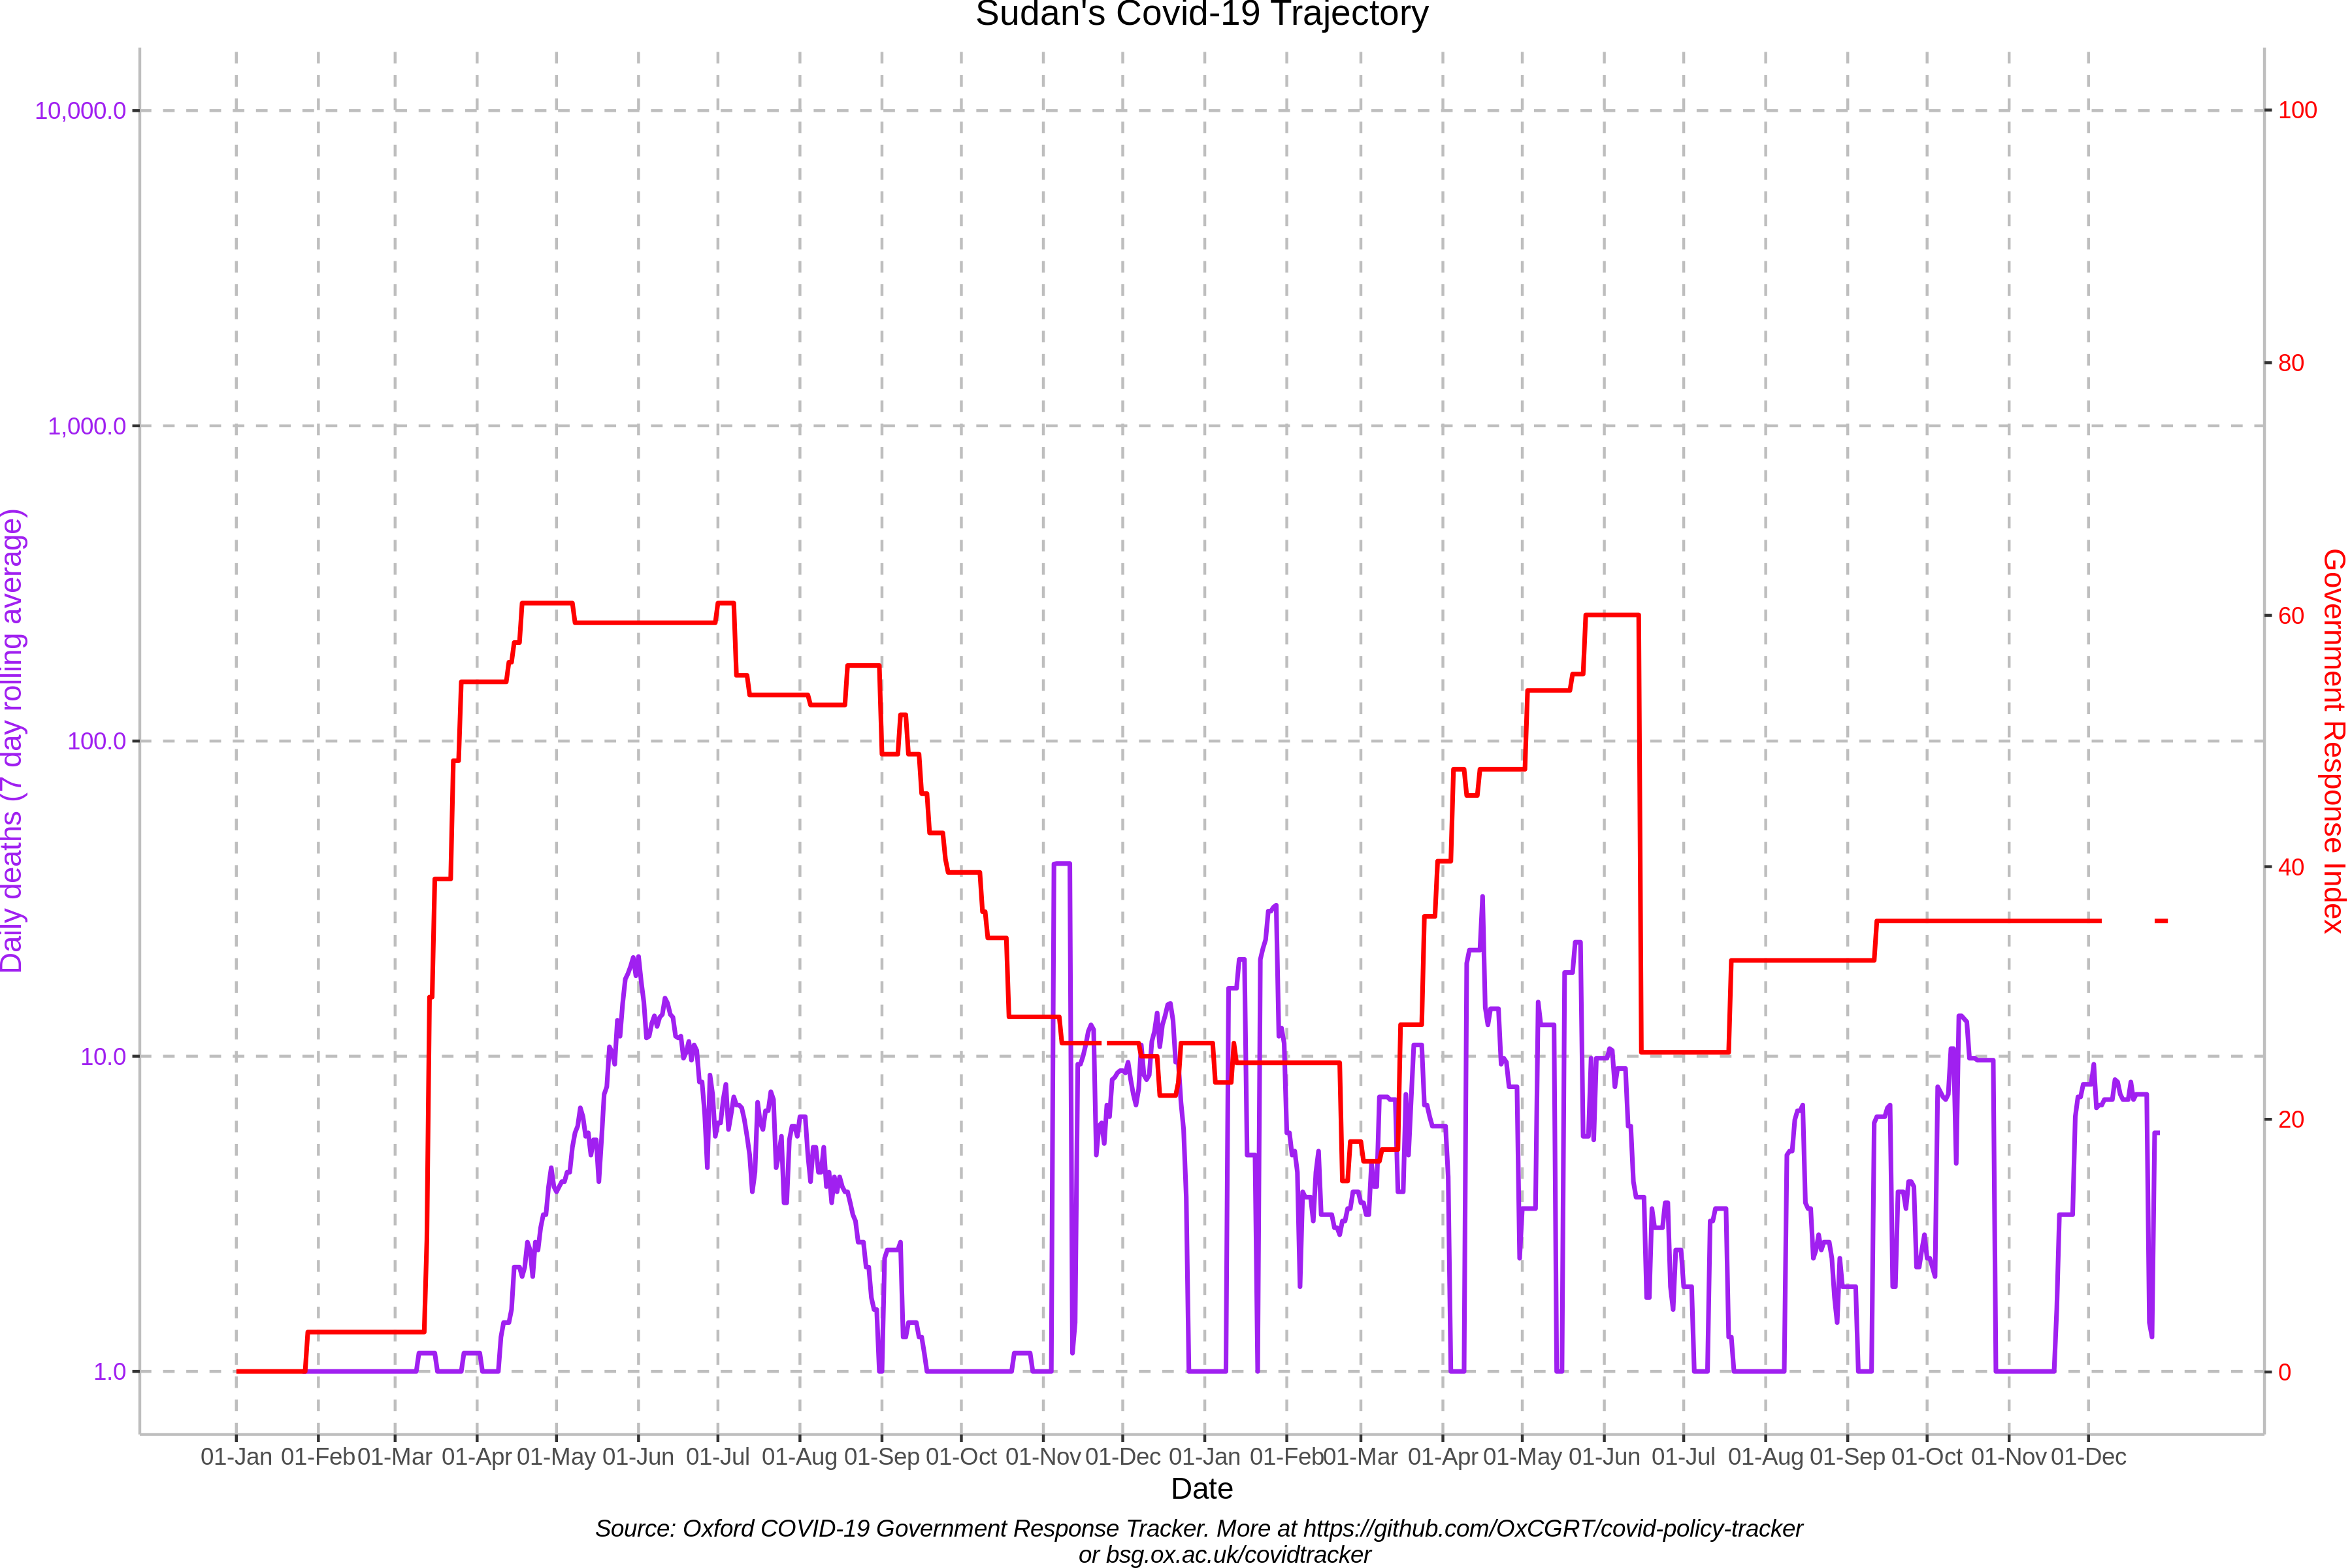 Sudan's Covid-19 Trajectory
10,000.0
1,000.0
100.0
10.0
1.0
Daily deaths (7 day rolling average)
100
80
60
40
20
0
Government Response Index
01-Jan 01-Feb 01-Mar 01-Apr 01-May 01-Jun 01-Jul 01-Aug 01-Sep 01-Oct 01-Nov 01-Dec 01-Jan 01-Feb 01-Mar 01-Apr 01-May 01-Jun 01-Jul 01-Aug 01-Sep 01-Oct 01-Nov 01-Dec
Date
Source: Oxford COVID-19 Government Response Tracker. More at https://github.com/OxCGRT/covid-policy-tracker
or bsg.ox.ac.uk/covidtracker